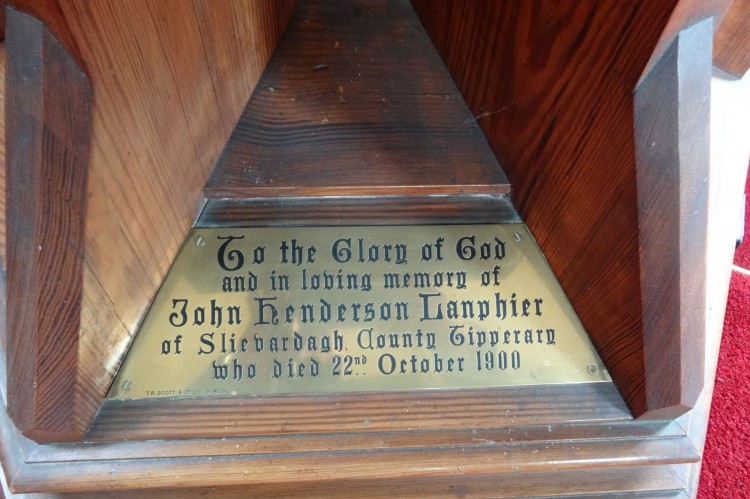 To the Glory of God
and in loving memory of
John Henderson Lanphier
of Slievardagh, County Tipperary
who died 22nd October 1900
T.R. SCOTT &